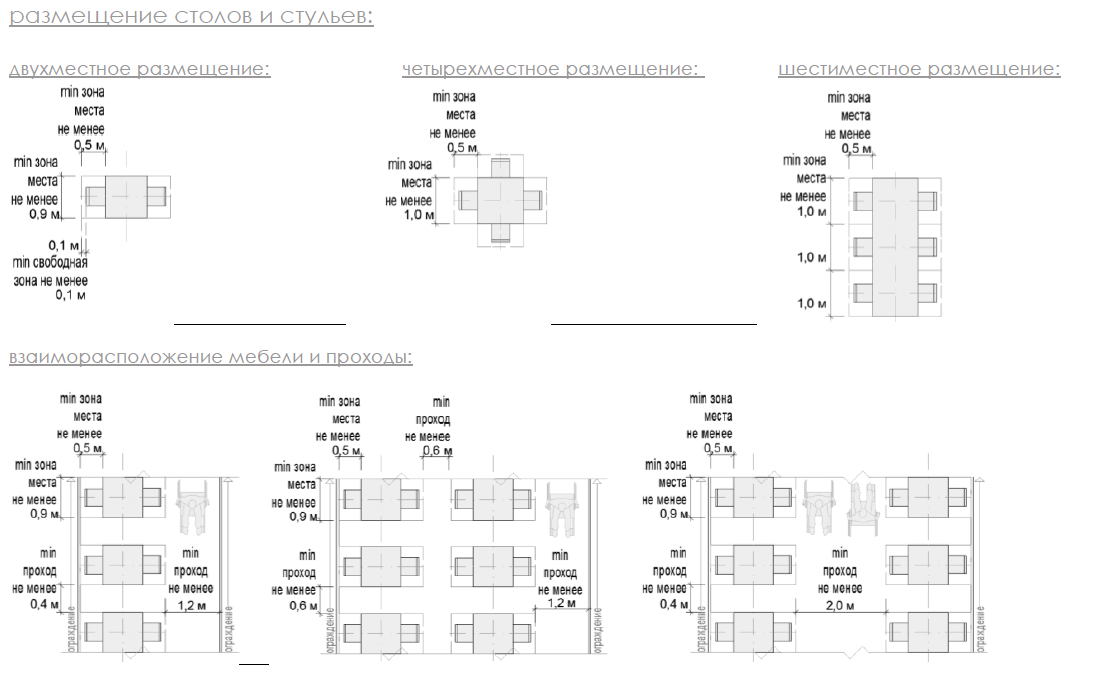 размещение столов и стульев:
двухместное размещение:
четырехместное размещение:
шестиместное размещение:
min зона
места
не менее
0,5 м
min зона
места
не менее
0,9 м
0,1 м
min свободная
зона не менее
0,1 м
min зона
места
не менее
0,5 м
min зона
места
не менее
1,0 м
min зона
места
не менее
0,5 м
min зона
места
не менее
1,0 м
1,0 м
1,0 м
взаиморасположение мебели и проходы:
min зона
места
не менее
0,5 м
min зона
места
не менее
0,9 м
min
проход
не менее
0,4 м
min
проход
не менее
1,2 м
ограждение
ограждение
min зона
места
не менее
0,5 м
min
проход
не менее
0,6 м
min зона
места
не менее
0,9 м
min
проход
не менее
0,6 м
min
проход
не менее
1,2 м
ограждение
ограждение
min зона
места
не менее
0,5 м
min зона
места
не менее
0,9 м
min
проход
не менее
0,4 м
min
проход
не менее
2,0 м
ограждение
ограждение